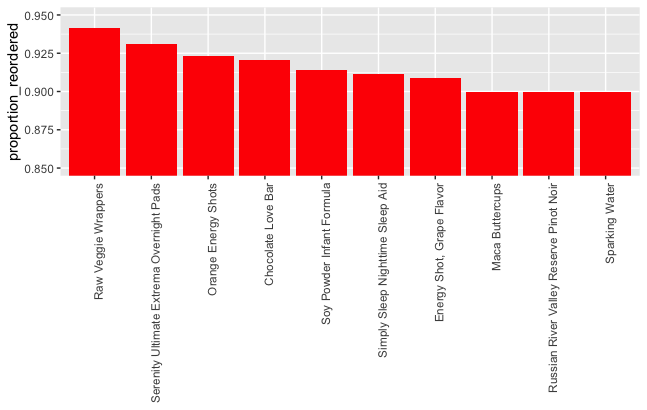 proportion_reordered
0.950
0.925
0.900
0.875
0.850
Raw Veggie Wrappers
Serenity Ultimate Extrema Overnight Pads
Orange Energy Shots
Chocolate Love Bar
Soy Powder Infant Formula
Simply Sleep Nighttime Sleep Aid
Energy Shot, Grape Flavor
Maca Buttercups
Russian River Valley Reserve Pinot Noir
Sparking Water